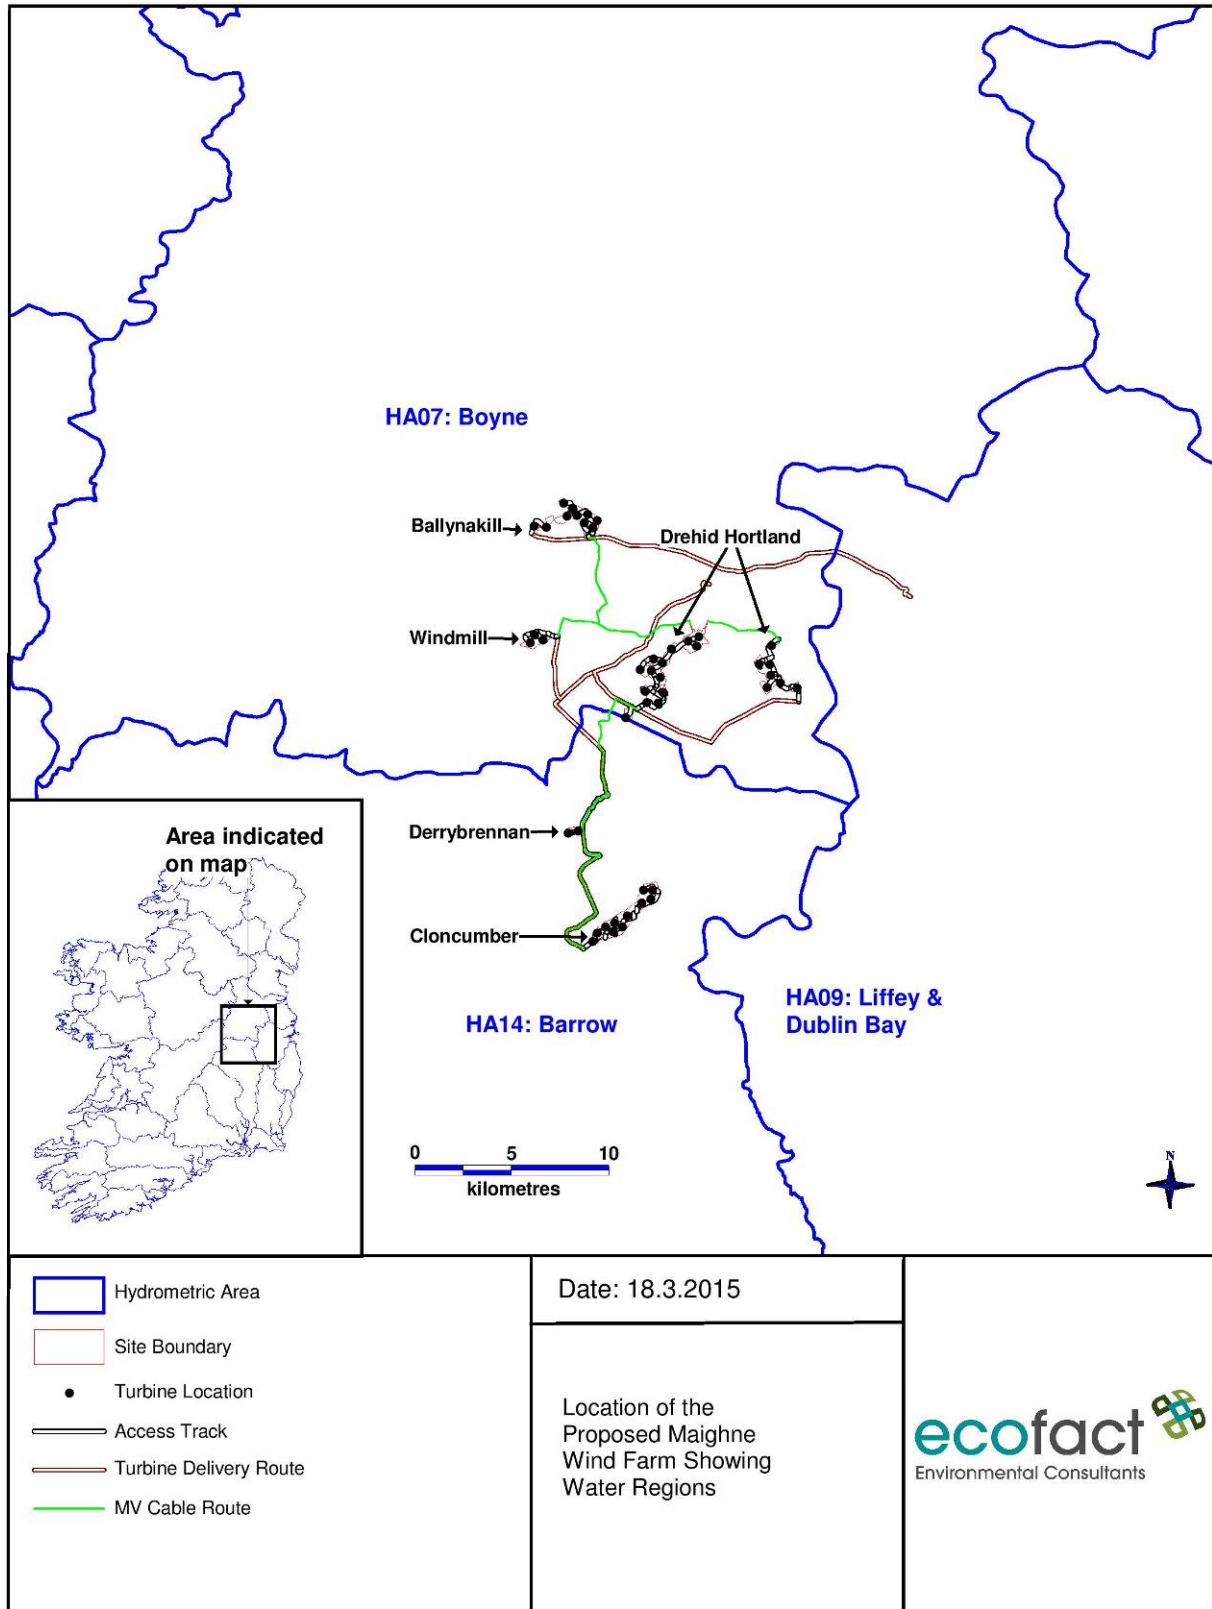 HA07: Boyne
Ballynakill
Drehid Hortland
Windmill
Derrybrennan
Area indicated
on map
Cloncumber
HA09: Liffey &
Dublin Bay
HA14: Barrow
0 5 10
kilometres
N
Hydrometric Area
Site Boundary
Turbine Location
Access Track
Turbine Delivery Route
MV Cable Route
Date: 18.3.2015
Location of the
Proposed Maighne
Wind Farm Showing
Water Regions
ecofact
Environmental Consultants